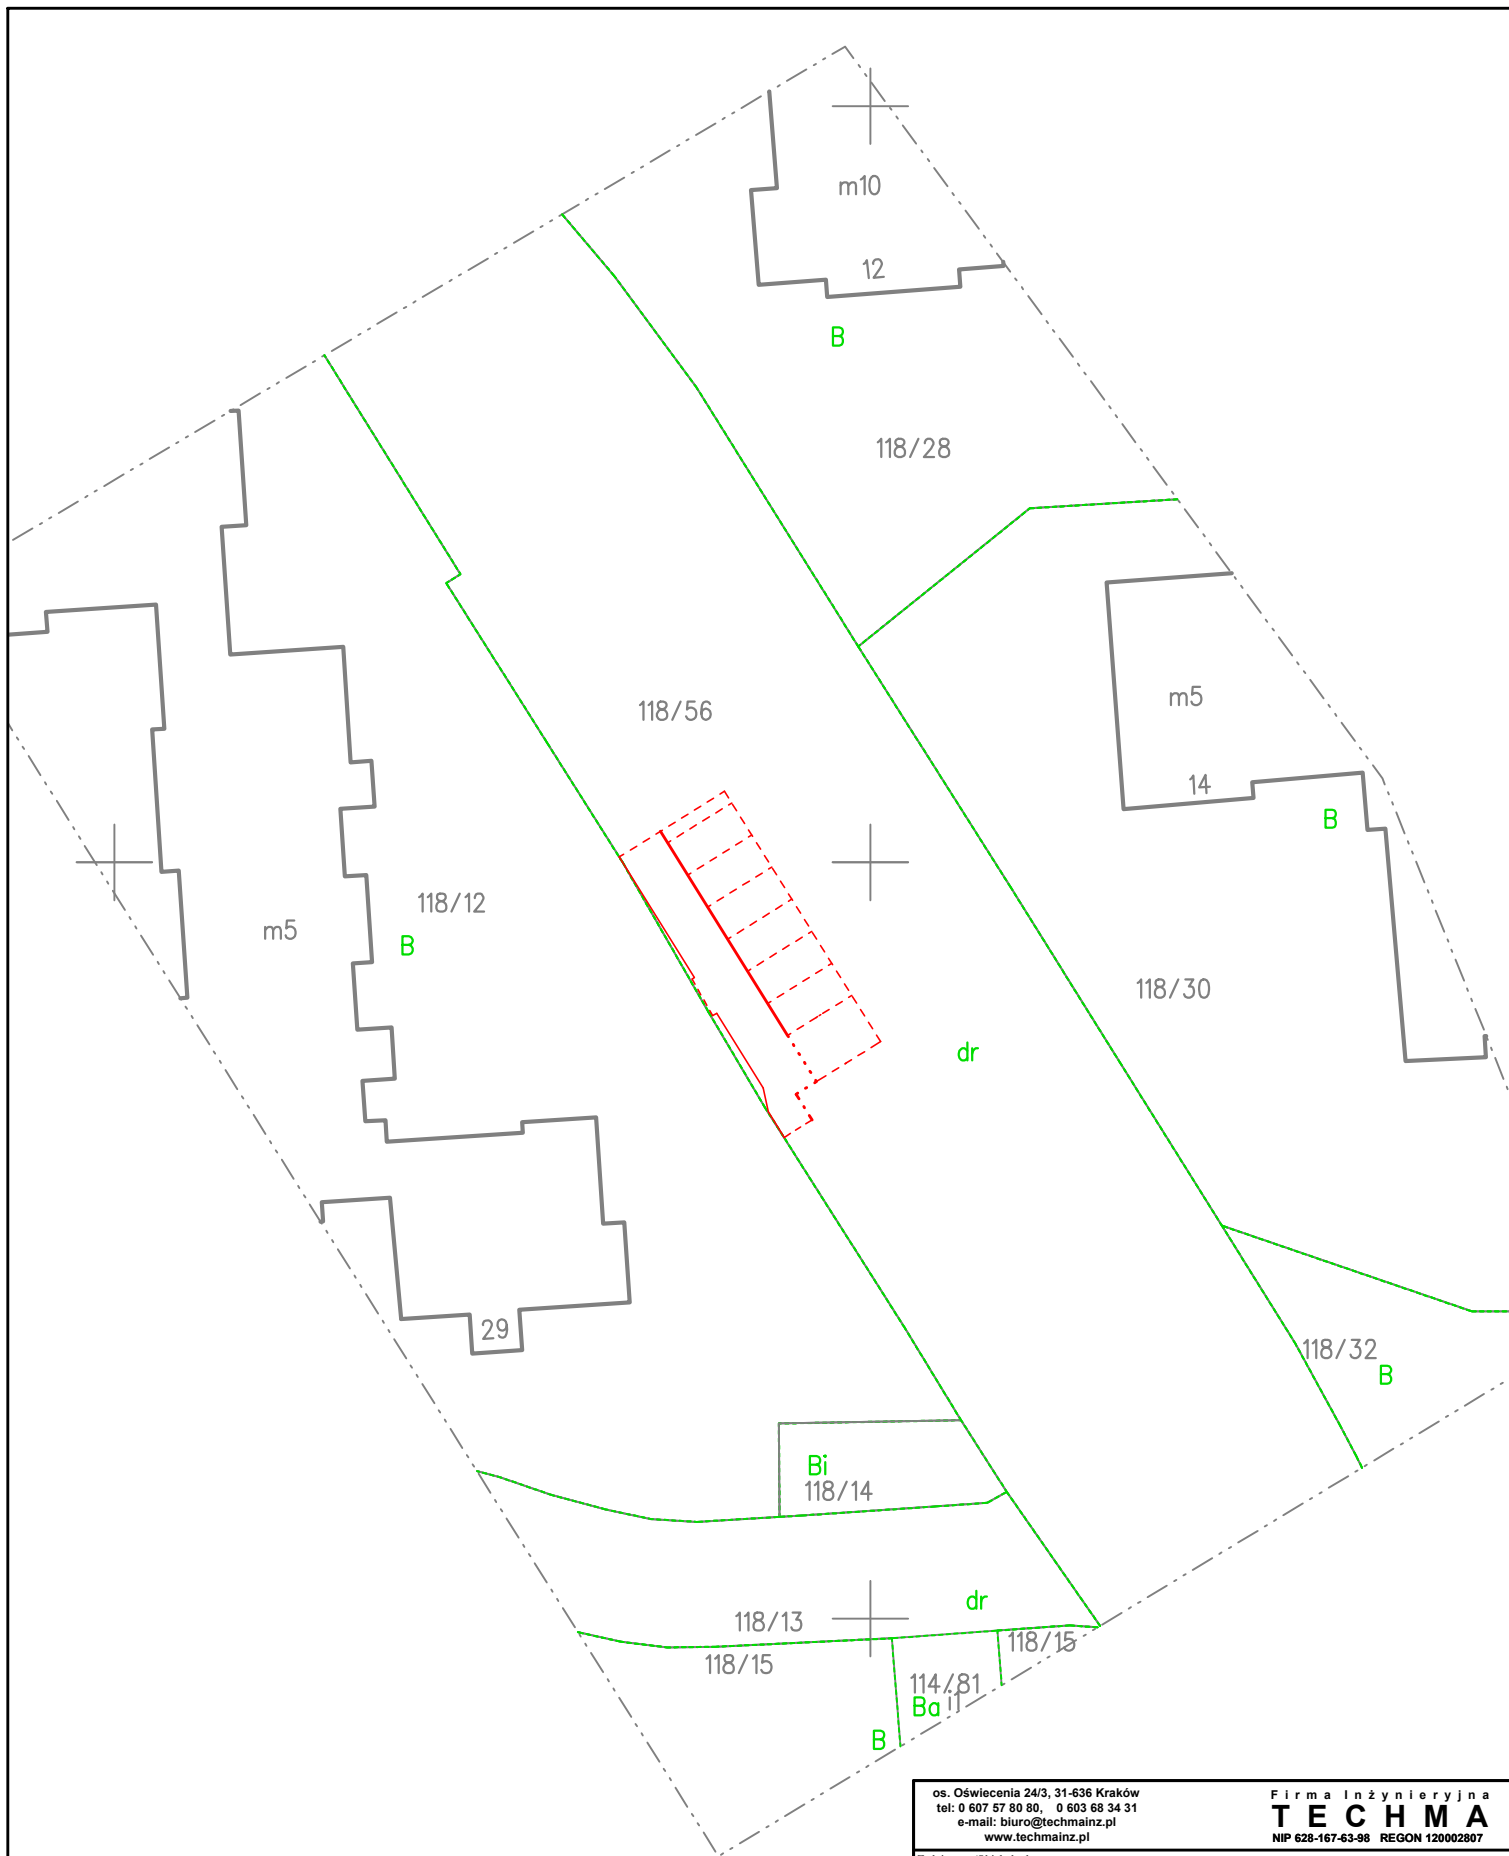 m10
12
B
118/28
118/56
m5
14
B
118/12
B
m5
118/30
dr
29
118/32
B
Bi
118/14
dr
118/13
118/15
118/15
114/81
Ba i1
B
os. Oświecenia 24/3, 31-636 Kraków
tel: 0 607 57 80 80, 0 603 68 34 31
e-mail: biuro@techmainz.pl
www.techmainz.pl
Firma Inżynieryjna
TECHMA
NIP 628-167-63-98 REGON 120002807